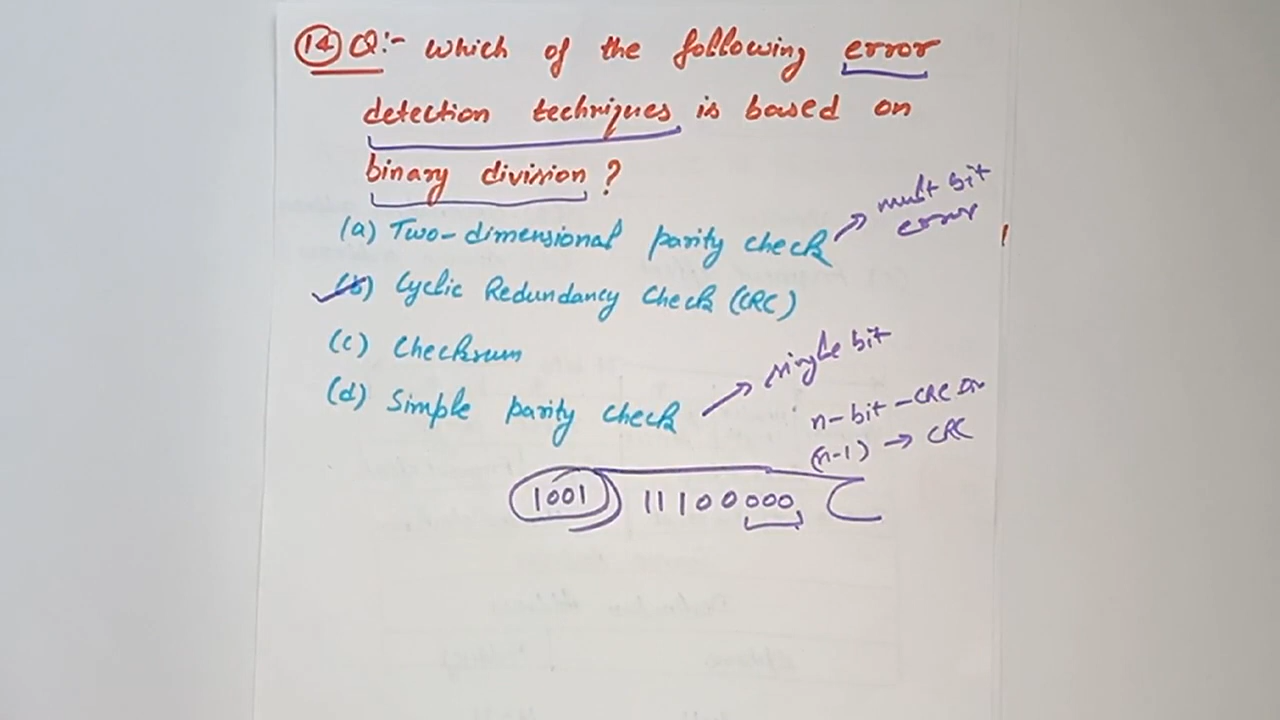 14 Q:- which of the following error
detection techniques is based on
binary division ?
(a) Two-dimensional parity check → mult bit
error
(b) Cyclic Redundancy Check (CRC)
(c) Checksum
(d) Simple parity check → single bit
n-bit - CRC Div
(n-1) → CRC
1001) 11100000 (